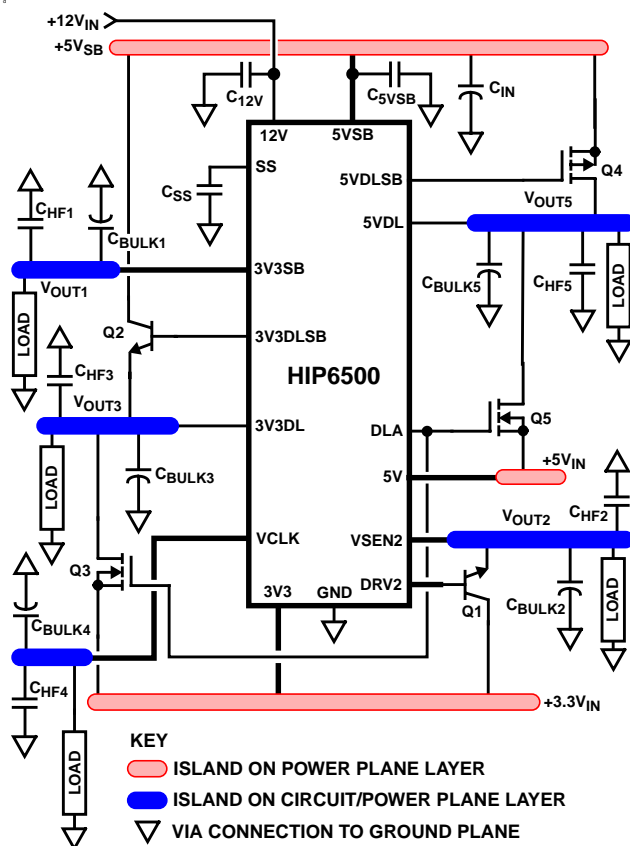 +12VIN
+5VSB
C12V
C5VSB
CIN
12V
5VSB
SS
CSS
5VDLSB
Q4
VOUT5
5VDL
CHF1
CBULK1
CBULK5
CHF5
LOAD
3V3SB
VOUT1
LOAD
Q2
3V3DLSB
HIP6500
CHF3
VOUT3
3V3DL
DLA
Q5
+5VIN
5V
LOAD
CBULK3
CHF2
VOUT2
VCLK
VSEN2
Q3
3V3
GND
DRV2
Q1
CBULK2
LOAD
CBULK4
CHF4
LOAD
+3.3VIN
KEY
ISLAND ON POWER PLANE LAYER
ISLAND ON CIRCUIT/POWER PLANE LAYER
VIA CONNECTION TO GROUND PLANE